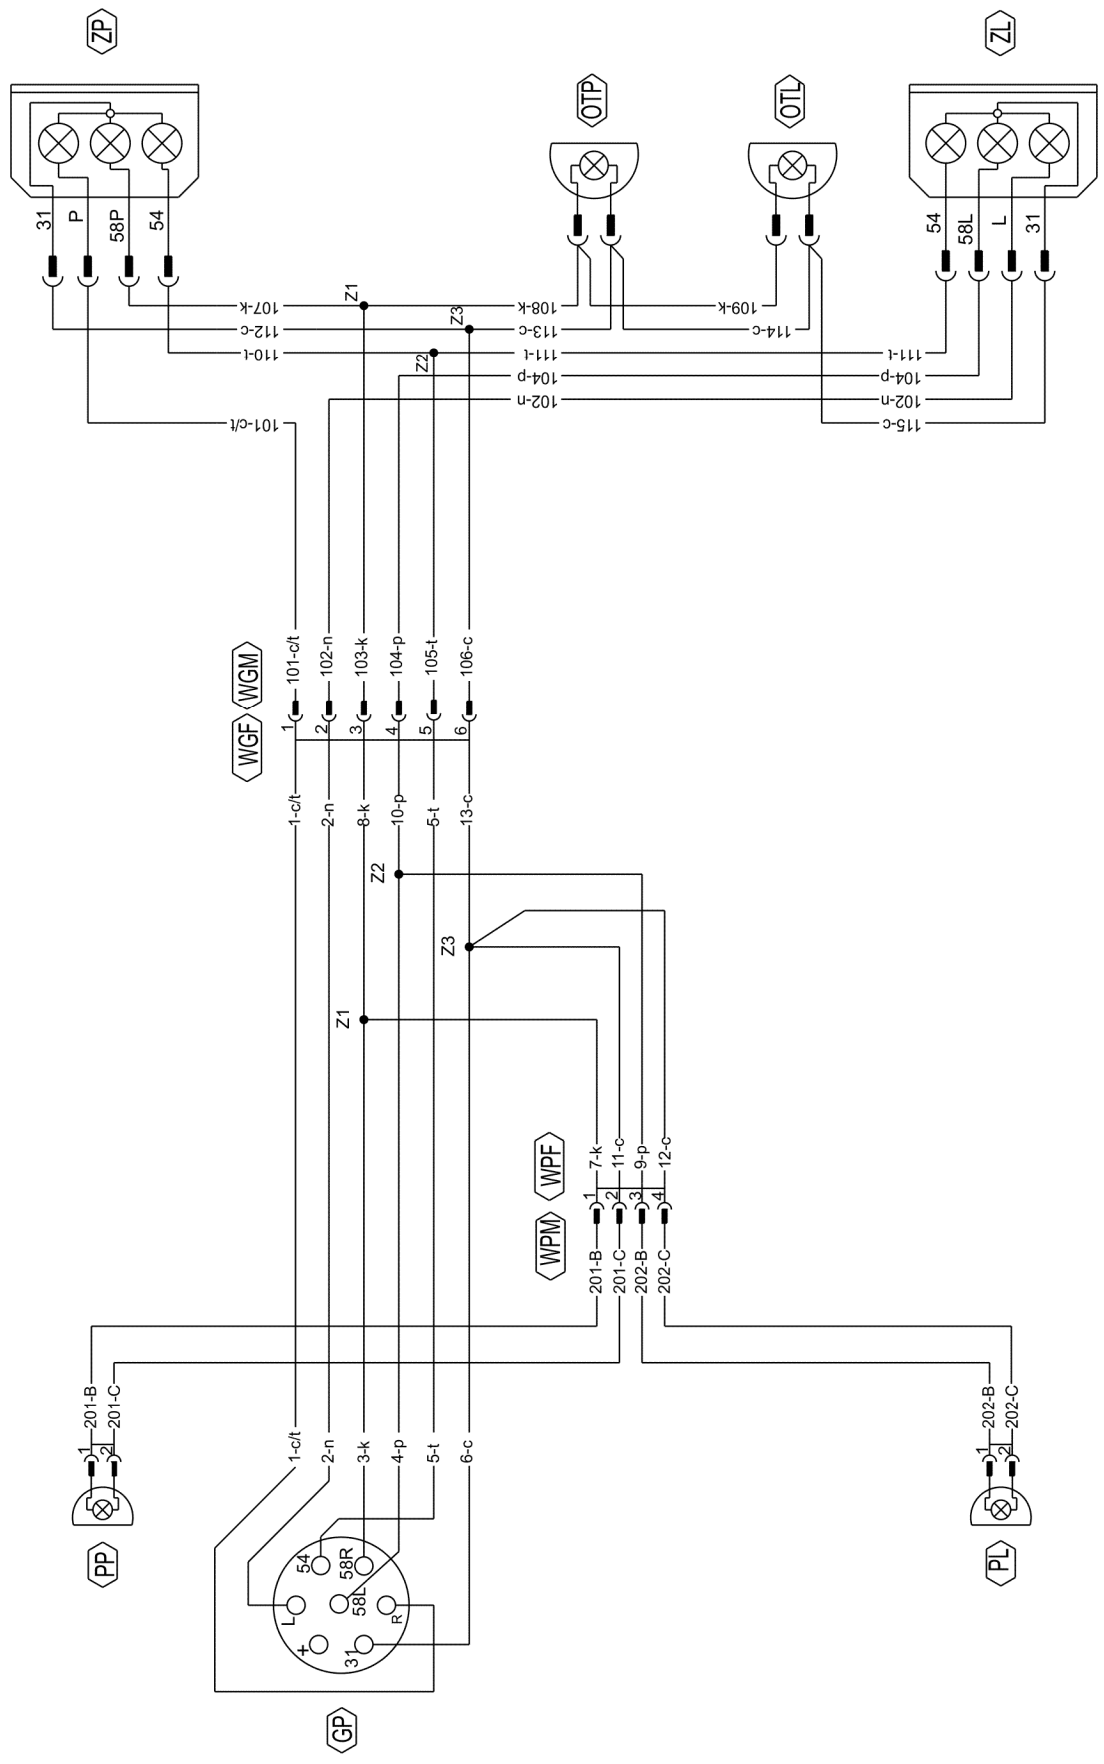 ZP
ZL
OTP
OTL
31
P
58P
54
54
58L
L
31
107-k
Z1
108-k
109-k
112-c
Z3
113-c
114-c
110-t
Z2
111-t
111-t
104-p
104-p
102-n
102-n
101-c/t
115-c
WGM
101-c/t
102-n
103-k
104-p
105-t
106-c
WGF
1
2
3
4
5
6
1-c/t
2-n
8-k
10-p
5-t
13-c
Z2
Z3
Z1
WPF
7-k
11-c
9-p
12-c
1
2
3
4
WPM
201-B
201-C
202-B
202-C
201-B
201-C
202-B
202-C
1
2
1
2
1-c/t
2-n
3-k
4-p
5-t
6-c
PP
PL
54
58R
L
58L
R
+
31
GP